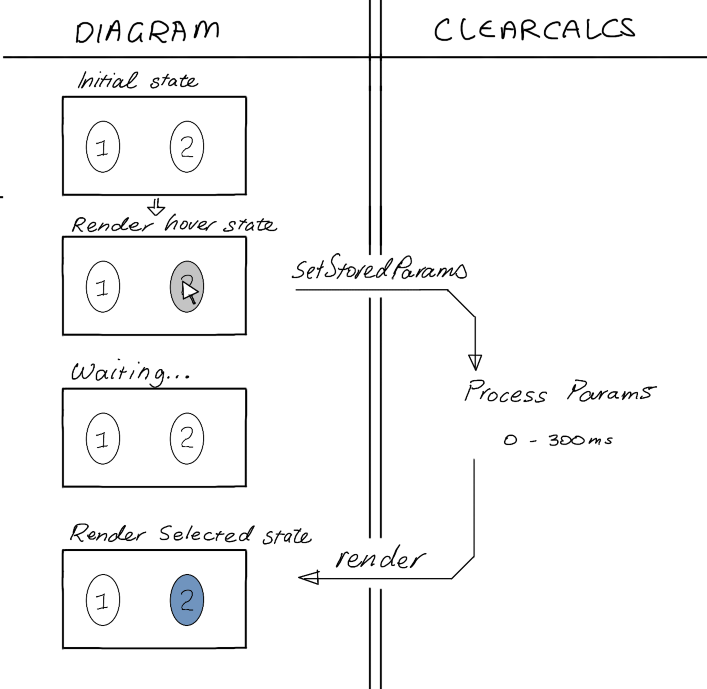 DIAGRAM
CLEARCALCS
Initial state
1 2
Render hover state
1 2
setStoredParams
Waiting...
Process Params
1 2
0 - 300ms
Render Selected state
render
1 2